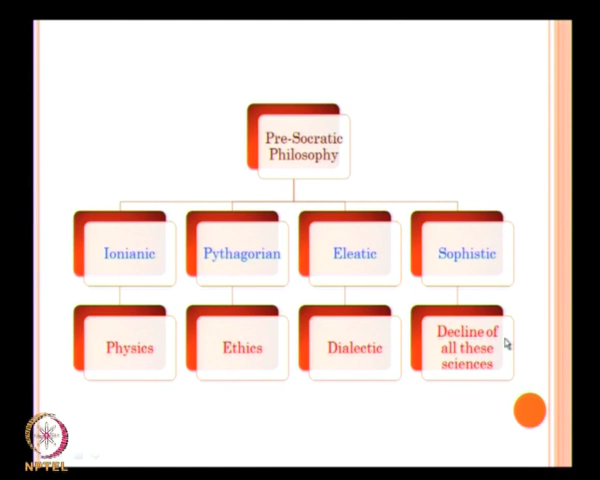 Pre-Socratic
Philosophy
Ionianic
Pythagorian
Eleatic
Sophistic
Physics
Ethics
Dialectic
Decline of
all these
sciences
NPTEL